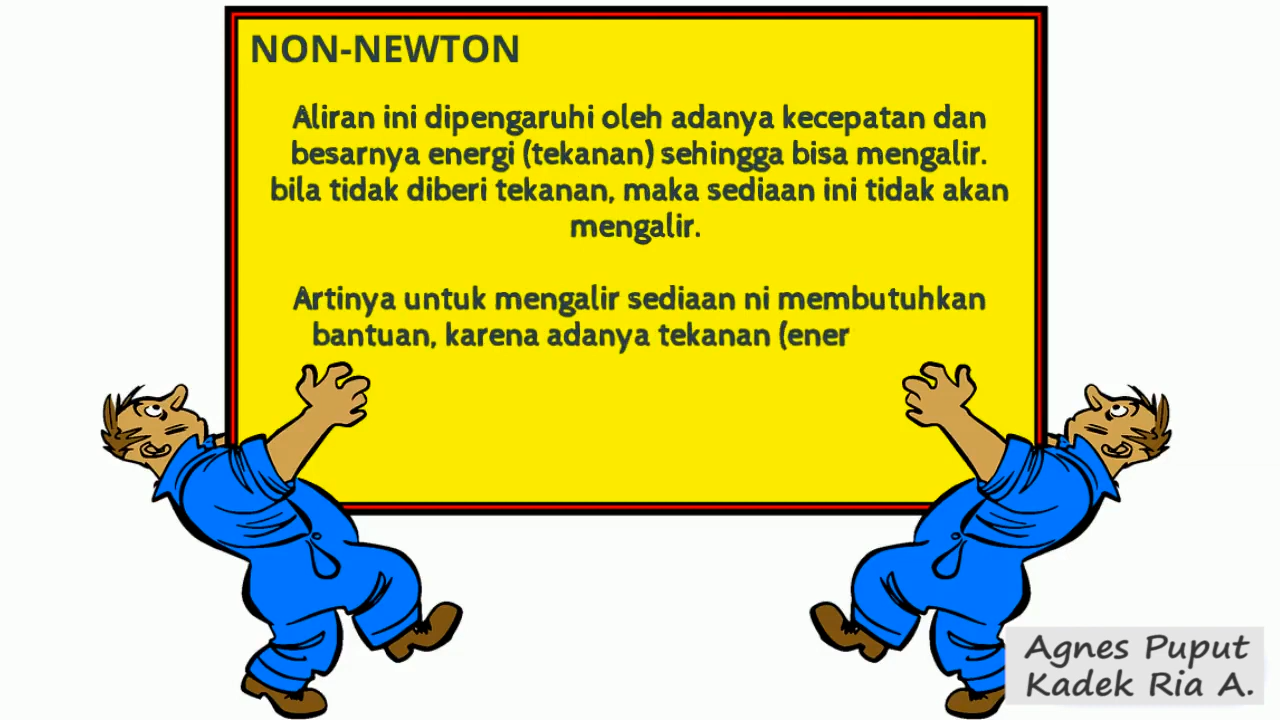 NON-NEWTON
Aliran ini dipengaruhi oleh adanya kecepatan dan
besarnya energi (tekanan) sehingga bisa mengalir.
bila tidak diberi tekanan, maka sediaan ini tidak akan
mengalir.
Artinya untuk mengalir sediaan ni membutuhkan
bantuan, karena adanya tekanan (ener
Agnes Puput
Kadek Ria A.